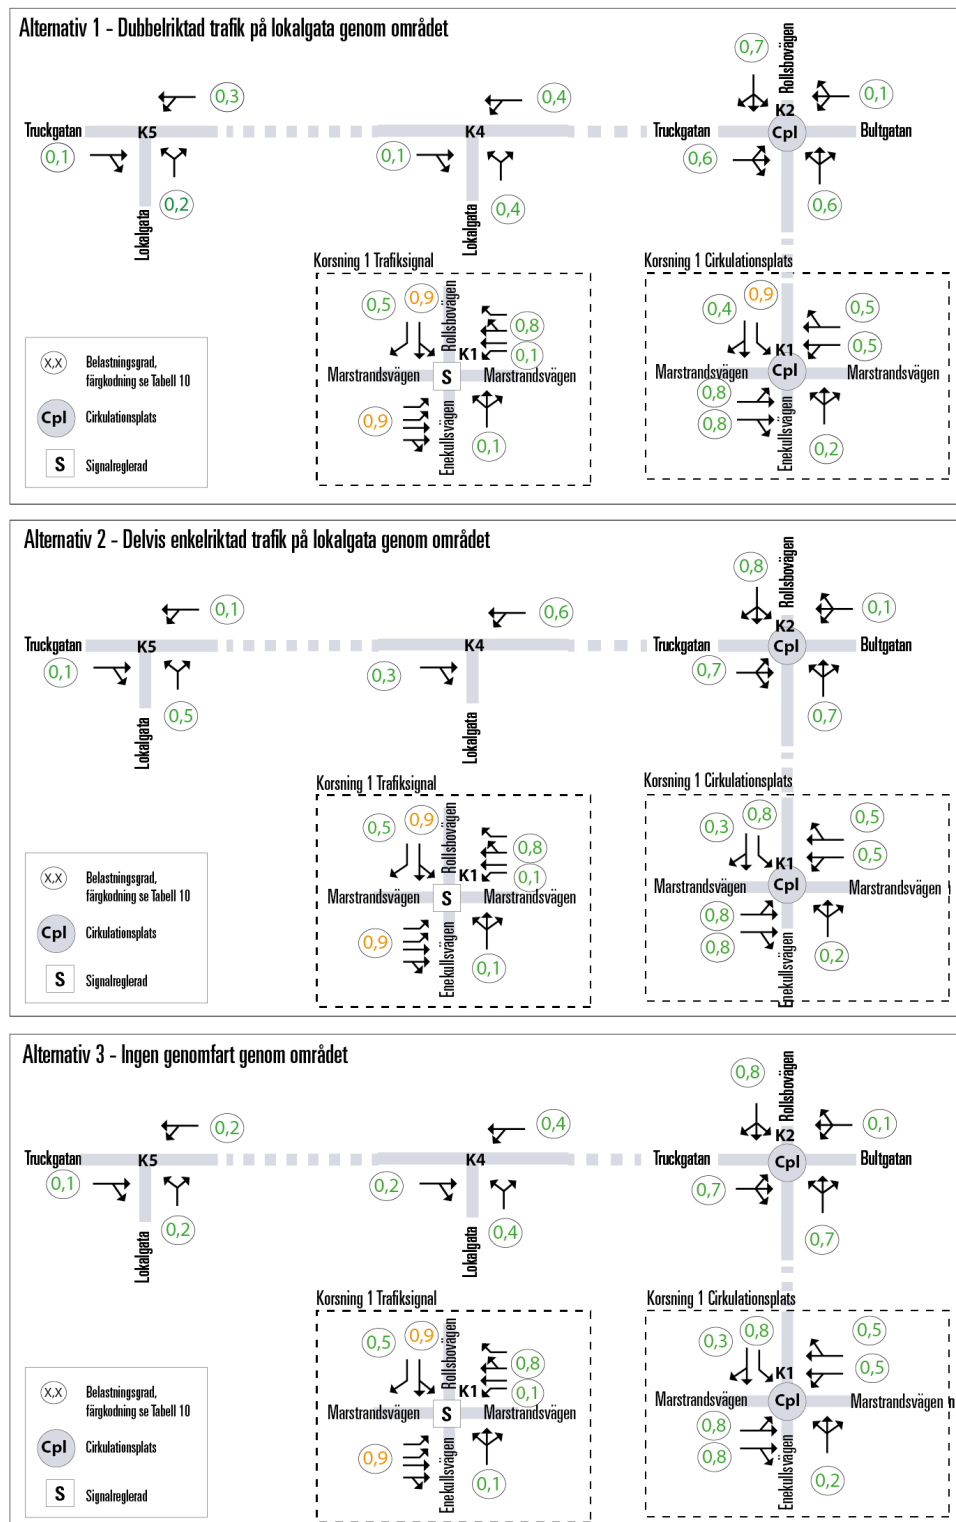 Alternativ 1 - Dubbelriktad trafik på lokalgata genom området
0,7
Rollsbovägen
0,3
0,4
0,1
K2
Truckgatan
K5
K4
Truckgatan
Cpl
Bultgatan
0,1
0,1
0,6
0,2
0,4
0,6
Lokalgata
Lokalgata
Korsning 1 Trafiksignal
Korsning 1 Cirkulationsplats
0,5
0,9
Rollsbovägen
0,8
K1
0,1
Marstrandsvägen
S
Marstrandsvägen
0,9
Enekullsvägen
0,1
0,4
0,9
0,5
0,5
K1
Marstrandsvägen
Cpl
Marstrandsvägen
0,8
0,8
Enekullsvägen
0,2
X,X
Belastningsgrad,
färgkodning se Tabell 10
Cpl
Cirkulationsplats
S
Signalreglerad
Alternativ 2 - Delvis enkelriktad trafik på lokalgata genom området
0,8
Rollsbovägen
0,1
0,6
0,1
K2
Truckgatan
K5
K4
Truckgatan
Cpl
Bultgatan
0,1
0,3
0,7
0,5
0,7
Lokalgata
Lokalgata
Korsning 1 Trafiksignal
Korsning 1 Cirkulationsplats
0,5
0,9
Rollsbovägen
0,8
K1
0,1
Marstrandsvägen
S
Marstrandsvägen
0,9
Enekullsvägen
0,1
0,3
0,8
0,5
0,5
K1
Marstrandsvägen
Cpl
Marstrandsvägen
0,8
0,8
Enekullsvägen
0,2
X,X
Belastningsgrad,
färgkodning se Tabell 10
Cpl
Cirkulationsplats
S
Signalreglerad
Alternativ 3 - Ingen genomfart genom området
0,8
Rollsbovägen
0,2
0,4
0,1
K2
Truckgatan
K5
K4
Truckgatan
Cpl
Bultgatan
0,1
0,2
0,7
0,2
0,4
0,7
Lokalgata
Lokalgata
Korsning 1 Trafiksignal
Korsning 1 Cirkulationsplats
0,5
0,9
Rollsbovägen
0,8
K1
0,1
Marstrandsvägen
S
Marstrandsvägen
0,9
Enekullsvägen
0,1
0,3
0,8
0,5
0,5
K1
Marstrandsvägen
Cpl
Marstrandsvägen n
0,8
0,8
Enekullsvägen
0,2
X,X
Belastningsgrad,
färgkodning se Tabell 10
Cpl
Cirkulationsplats
S
Signalreglerad